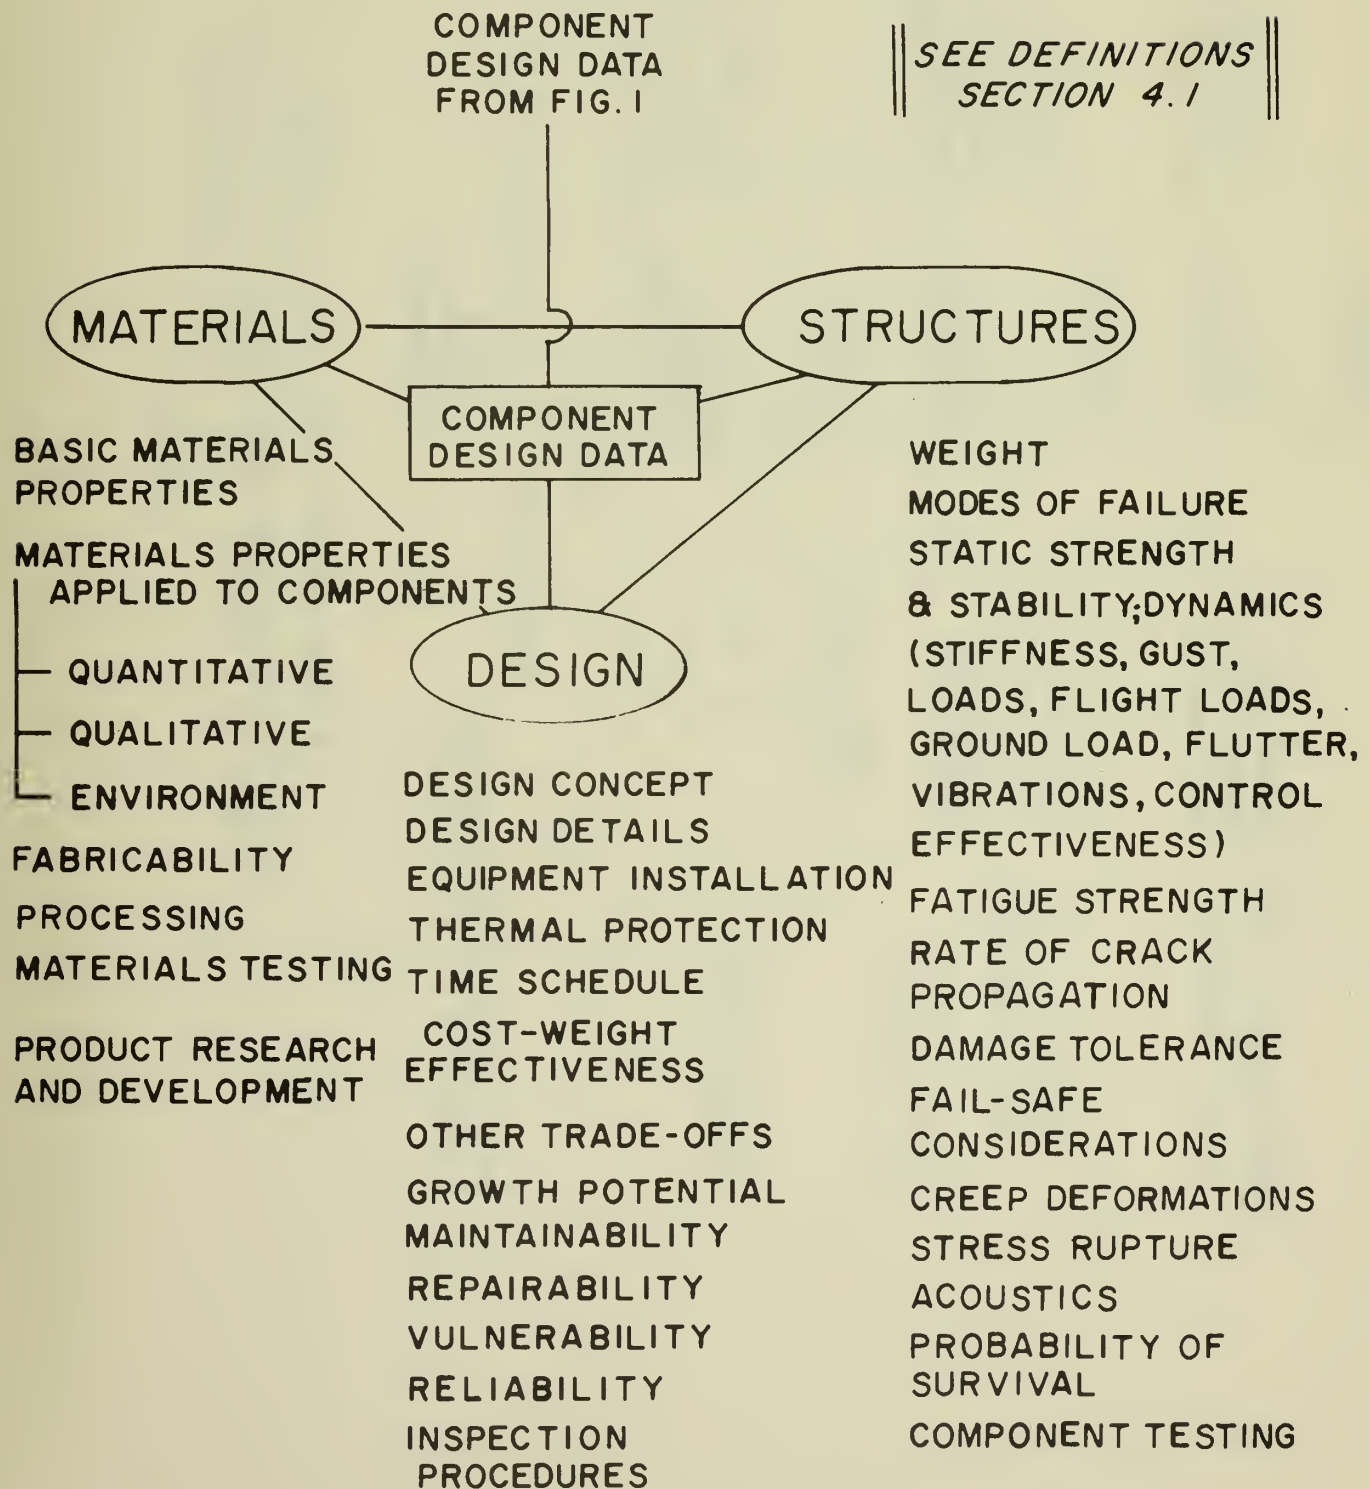 COMPONENT
DESIGN DATA
FROM FIG. 1
SEE DEFINITIONS
SECTION 4.1
MATERIALS
STRUCTURES
COMPONENT
DESIGN DATA
DESIGN
BASIC MATERIALS
PROPERTIES
MATERIALS PROPERTIES
APPLIED TO COMPONENTS
QUANTITATIVE
QUALITATIVE
ENVIRONMENT
FABRICABILITY
PROCESSING
MATERIALS TESTING
PRODUCT RESEARCH
AND DEVELOPMENT
DESIGN CONCEPT
DESIGN DETAILS
EQUIPMENT INSTALLATION
THERMAL PROTECTION
TIME SCHEDULE
COST-WEIGHT
EFFECTIVENESS
OTHER TRADE-OFFS
GROWTH POTENTIAL
MAINTAINABILITY
REPAIRABILITY
VULNERABILITY
RELIABILITY
INSPECTION
PROCEDURES
WEIGHT
MODES OF FAILURE
STATIC STRENGTH
& STABILITY; DYNAMICS
(STIFFNESS, GUST,
LOADS, FLIGHT LOADS,
GROUND LOAD, FLUTTER,
VIBRATIONS, CONTROL
EFFECTIVENESS)
FATIGUE STRENGTH
RATE OF CRACK
PROPAGATION
DAMAGE TOLERANCE
FAIL-SAFE
CONSIDERATIONS
CREEP DEFORMATIONS
STRESS RUPTURE
ACOUSTICS
PROBABILITY OF
SURVIVAL
COMPONENT TESTING